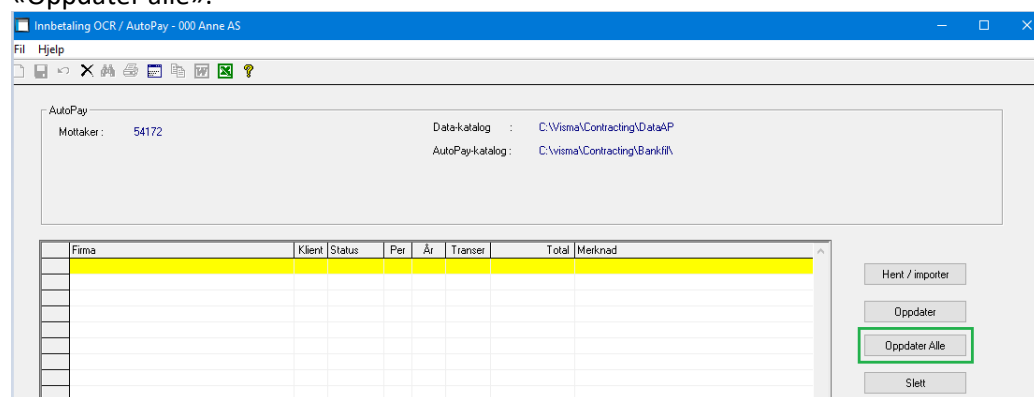 «Oppdater alle».
Innbetaling OCR / AutoPay - 000 Anne AS
Fil Hjelp
AutoPay
Mottaker : 54172
Data-katalog : C:\Visma\Contracting\DataAP
AutoPay-katalog : C:\visma\Contracting\Bankfil\
Firma Klient Status Per År Transer Total Merknad
Hent / importer
Oppdater
Oppdater Alle
Slett